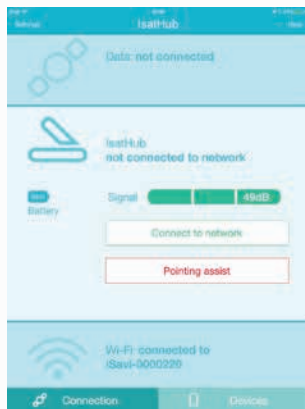 IsatHub
Data: not connected
IsatHub
not connected to network
Signal
49dB
Battery
Connect to network
Pointing assist
Wi-Fi: connected to
iSavi-0000220
Connection
Devices